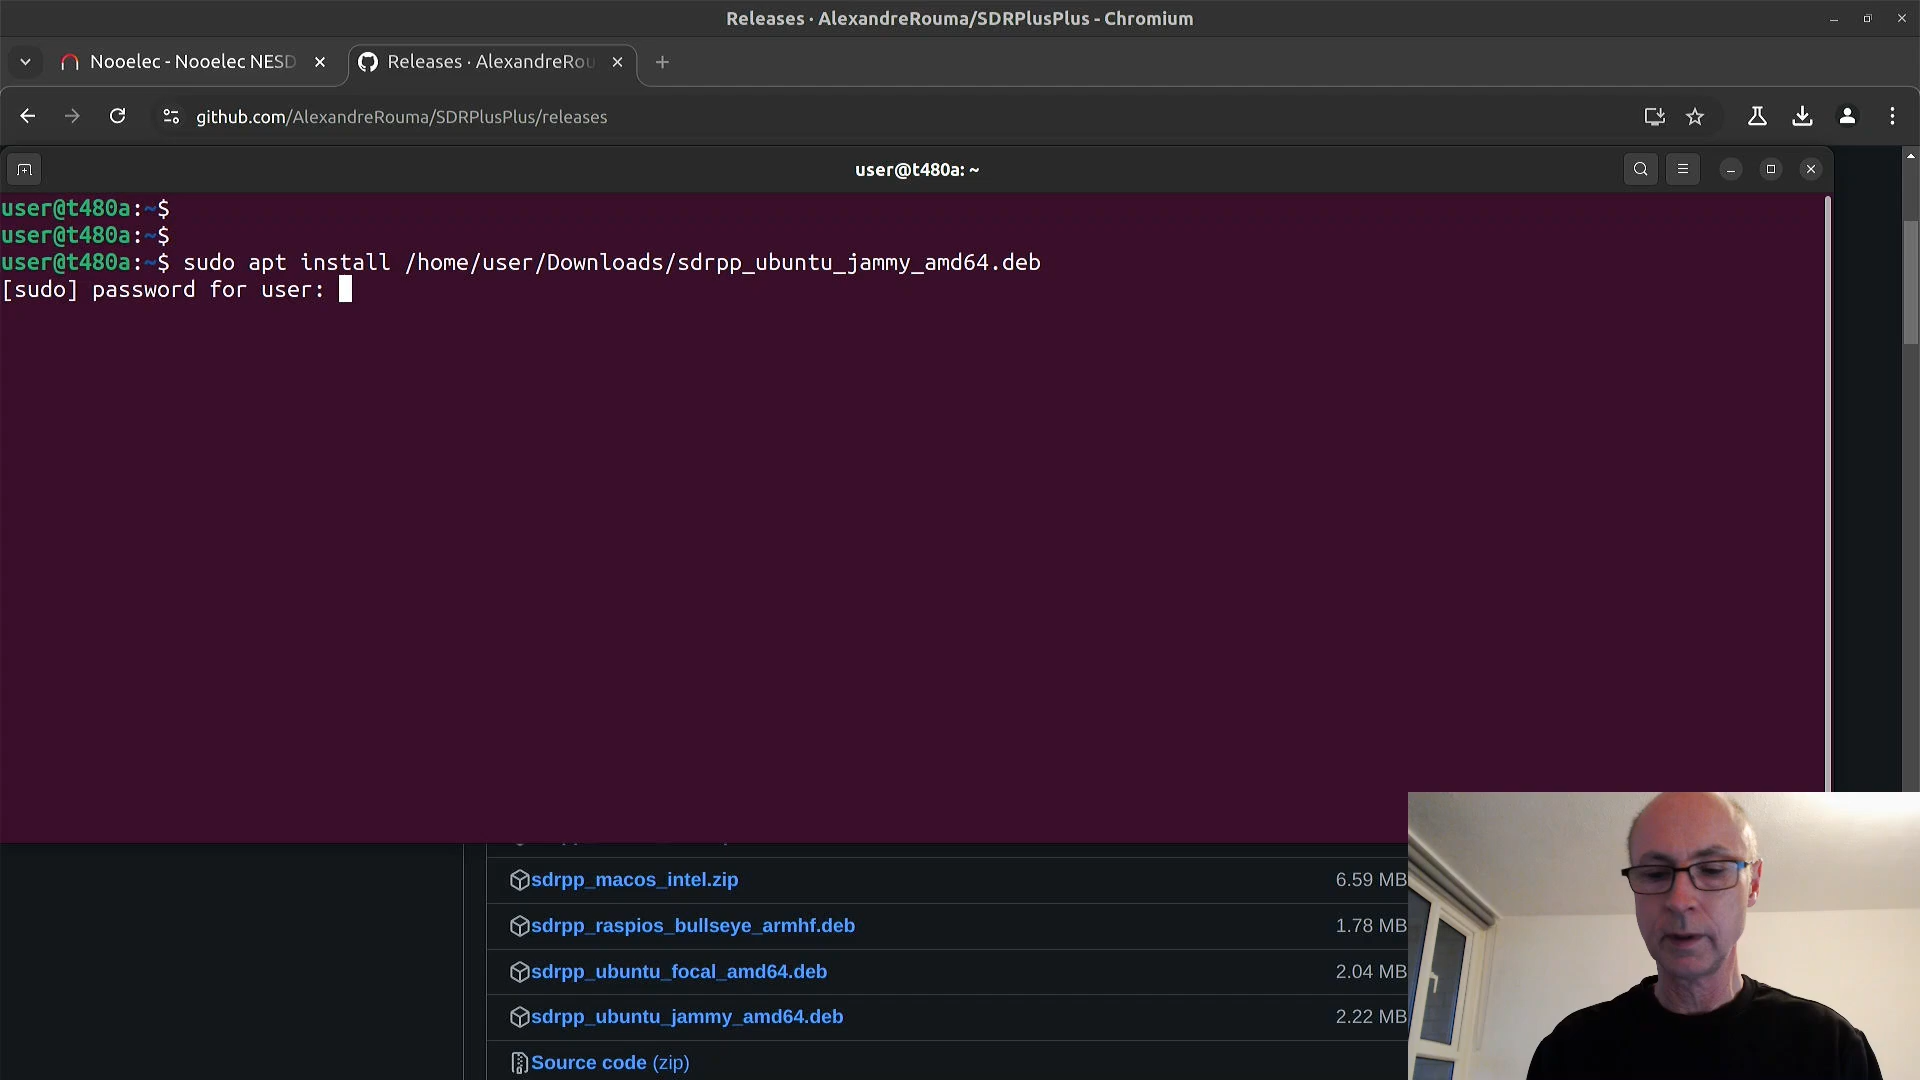 Releases · AlexandreRouma/SDRPlusPlus - Chromium
Nooelec - Nooelec NESD
Releases · AlexandreRou
github.com/AlexandreRouma/SDRPlusPlus/releases
user@t480a: ~
user@t480a:~$
user@t480a:~$
user@t480a:~$ sudo apt install /home/user/Downloads/sdrpp_ubuntu_jammy_amd64.deb
[sudo] password for user:
sdrpp_macos_intel.zip 6.59 MB
sdrpp_raspios_bullseye_armhf.deb 1.78 MB
sdrpp_ubuntu_focal_amd64.deb 2.04 MB
sdrpp_ubuntu_jammy_amd64.deb 2.22 MB
Source code (zip)